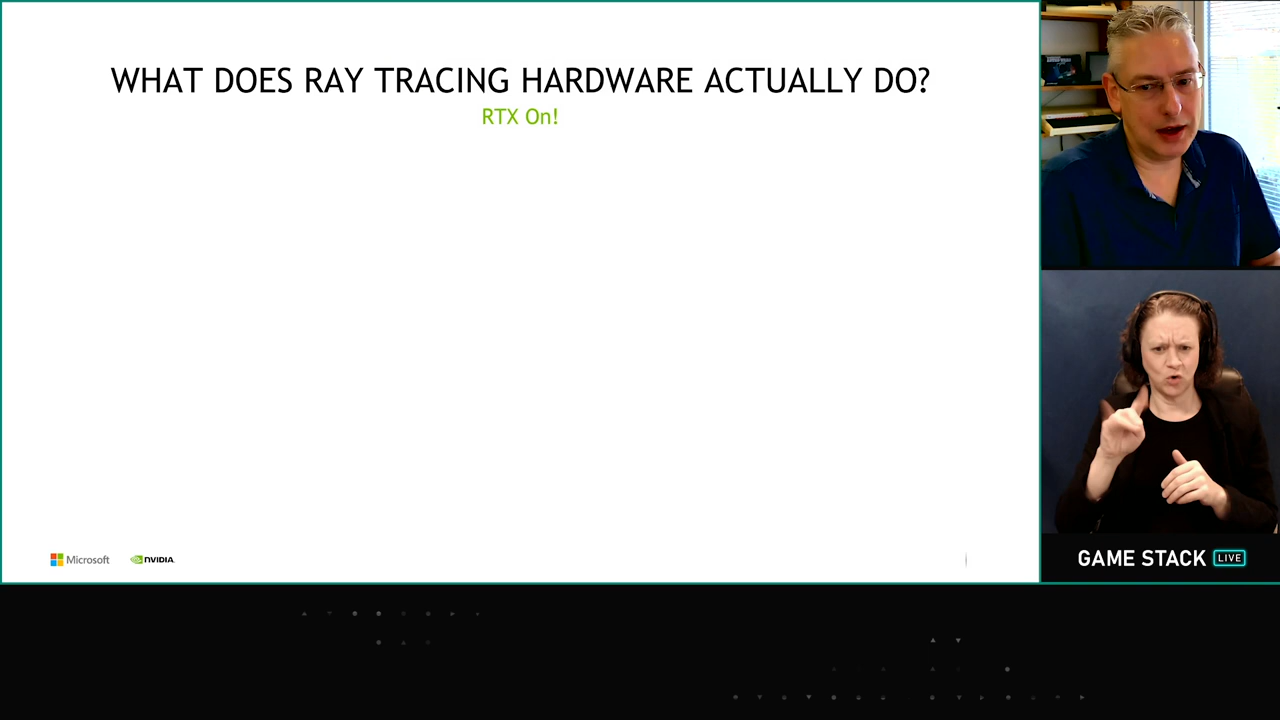 WHAT DOES RAY TRACING HARDWARE ACTUALLY DO?
RTX On!
Microsoft
NVIDIA
GAME STACK LIVE